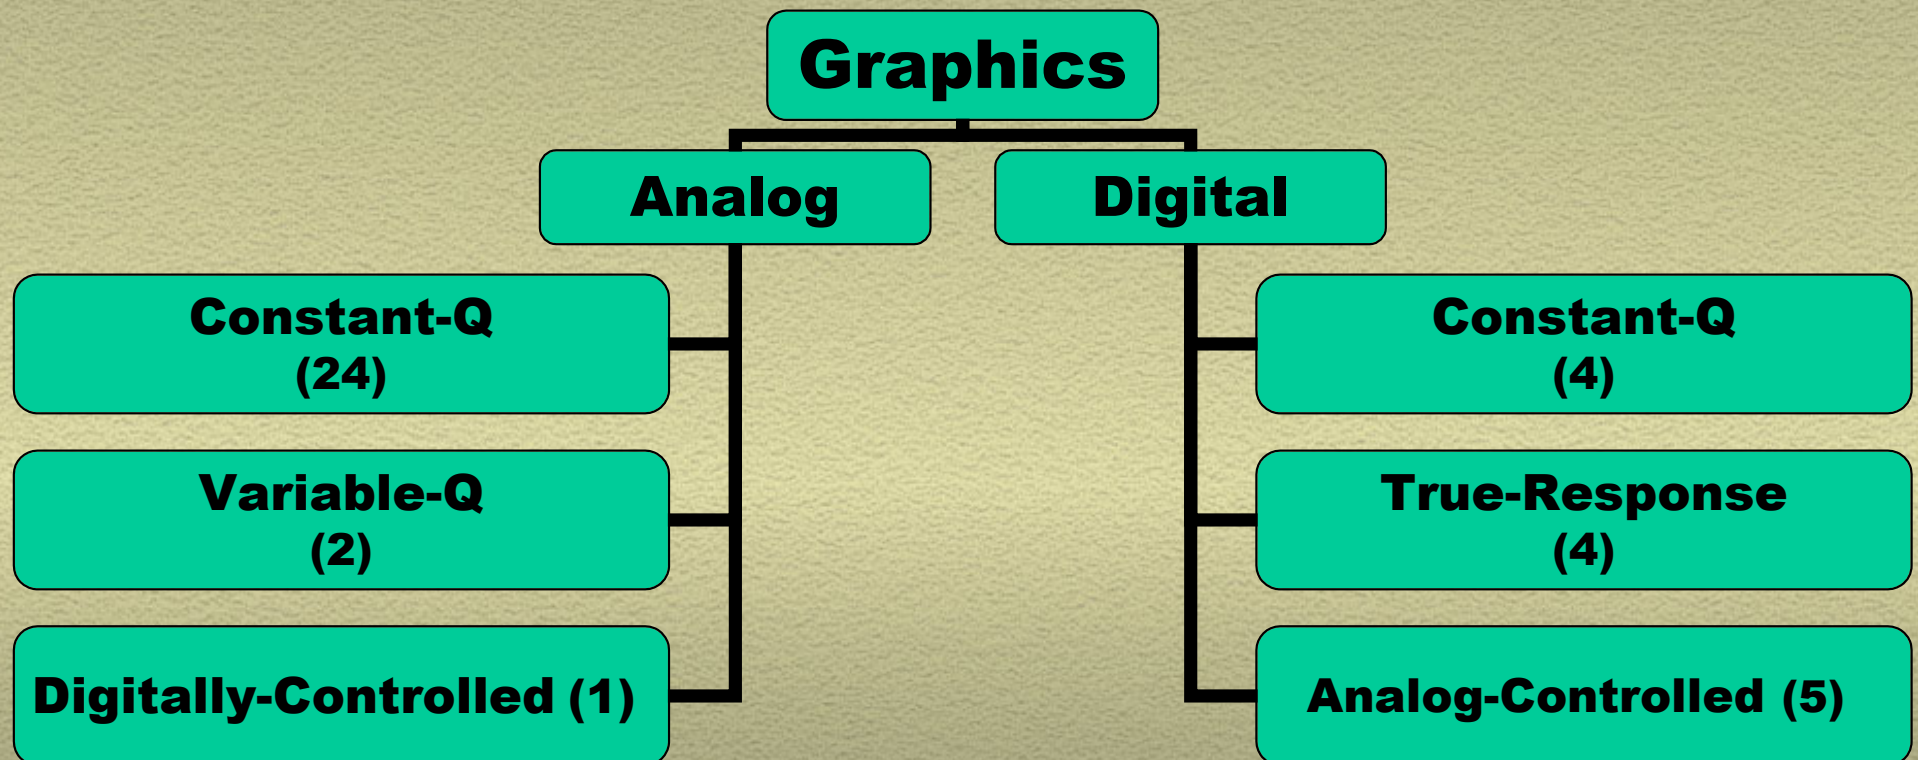 Graphics
Analog
Digital
Constant-Q
(24)
Variable-Q
(2)
Digitally-Controlled (1)
Constant-Q
(4)
True-Response
(4)
Analog-Controlled (5)